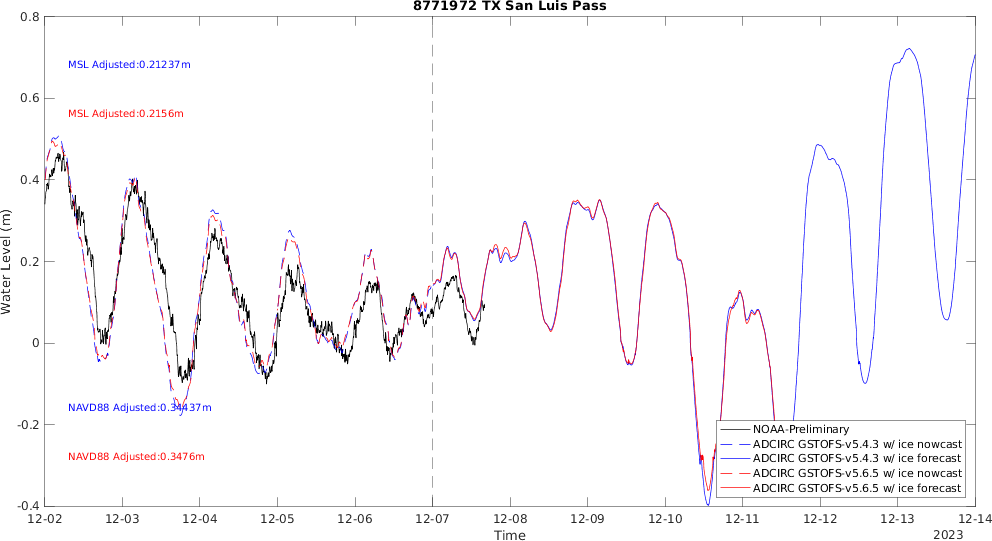 8771972 TX San Luis Pass
0.8
0.6
0.4
0.2
0
-0.2
-0.4
Water Level (m)
MSL Adjusted:0.21237m
MSL Adjusted:0.2156m
NAVD88 Adjusted:0.34437m
NAVD88 Adjusted:0.3476m
NOAA-Preliminary
ADCIRC GSTOFS-v5.4.3 w/ ice nowcast
ADCIRC GSTOFS-v5.4.3 w/ ice forecast
ADCIRC GSTOFS-v5.6.5 w/ ice nowcast
ADCIRC GSTOFS-v5.6.5 w/ ice forecast
12-02 12-03 12-04 12-05 12-06 12-07 12-08 12-09 12-10 12-11 12-12 12-13 12-14
Time
2023